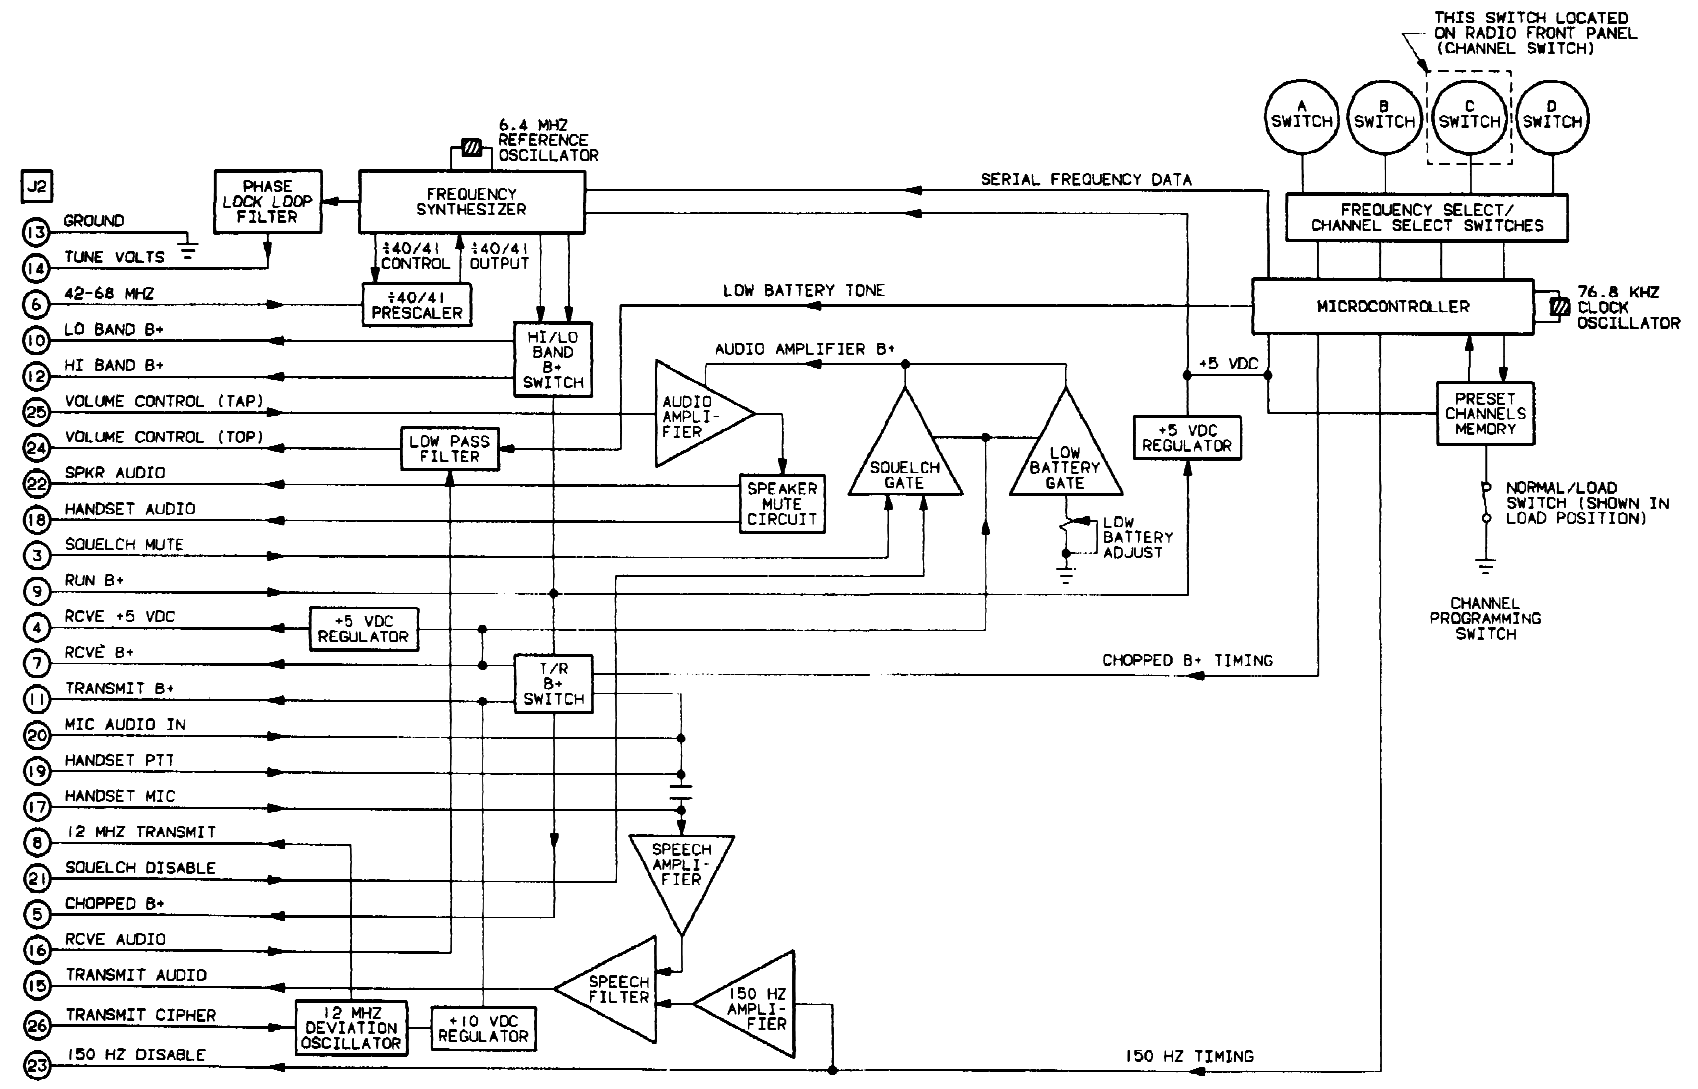 THIS SWITCH LOCATED
ON RADIO FRONT PANEL
(CHANNEL SWITCH)
A
SWITCH
B
SWITCH
C
SWITCH
D
SWITCH
6.4 MHZ
REFERENCE
OSCILLATOR
J2
PHASE
LOCK LOOP
FILTER
FREQUENCY
SYNTHESIZER
SERIAL FREQUENCY DATA
FREQUENCY SELECT/
CHANNEL SELECT SWITCHES
13 GROUND
÷40/41
CONTROL
÷40/41
OUTPUT
14 TUNE VOLTS
6 42-68 MHZ
÷40/41
PRESCALER
LOW BATTERY TONE
MICROCONTROLLER
76.8 KHZ
CLOCK
OSCILLATOR
10 LO BAND B+
HI/LO
BAND
B+
SWITCH
12 HI BAND B+
AUDIO AMPLIFIER B+
+5 VDC
25 VOLUME CONTROL (TAP)
AUDIO
AMPLI-
FIER
PRESET
CHANNELS
MEMORY
24 VOLUME CONTROL (TOP)
LOW PASS
FILTER
+5 VDC
REGULATOR
SQUELCH
GATE
LOW
BATTERY
GATE
22 SPKR AUDIO
SPEAKER
MUTE
CIRCUIT
NORMAL/LOAD
SWITCH (SHOWN IN
LOAD POSITION)
18 HANDSET AUDIO
LOW
BATTERY
ADJUST
3 SQUELCH MUTE
9 RUN B+
CHANNEL
PROGRAMMING
SWITCH
4 RCVE +5 VDC
+5 VDC
REGULATOR
7 RCVE B+
T/R
B+
SWITCH
CHOPPED B+ TIMING
11 TRANSMIT B+
20 MIC AUDIO IN
19 HANDSET PTT
17 HANDSET MIC
8 12 MHZ TRANSMIT
SPEECH
AMPLI-
FIER
21 SQUELCH DISABLE
5 CHOPPED B+
16 RCVE AUDIO
15 TRANSMIT AUDIO
SPEECH
FILTER
150 HZ
AMPLI-
FIER
26 TRANSMIT CIPHER
12 MHZ
DEVIATION
OSCILLATOR
+10 VDC
REGULATOR
23 150 HZ DISABLE
150 HZ TIMING